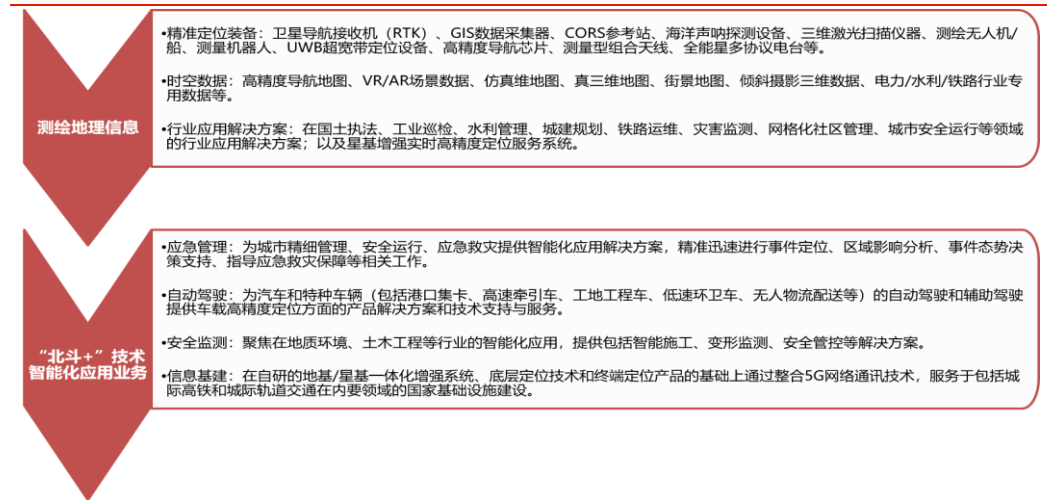 测绘地理信息
•精准定位装备：卫星导航接收机（RTK）、GIS数据采集器、CORS参考站、海洋声呐探测设备、三维激光扫描仪器、测绘无人机/
船、测量机器人、UWB超宽带定位设备、高精度导航芯片、测量型组合天线、全能星多协议电台等。
•时空数据：高精度导航地图、VR/AR场景数据、仿真维地图、真三维地图、街景地图、倾斜摄影三维数据、电力/水利/铁路行业专
用数据等。
•行业应用解决方案：在国土执法、工业巡检、水利管理、城建规划、铁路运维、灾害监测、网格化社区管理、城市安全运行等领域
的行业应用解决方案；以及星基增强实时高精度定位服务系统。
“北斗+”技术
智能化应用业务
•应急管理：为城市精细管理、安全运行、应急救灾提供智能化应用解决方案，精准迅速进行事件定位、区域影响分析、事件态势决
策支持、指导应急救灾保障等相关工作。
•自动驾驶：为汽车和特种车辆（包括港口集卡、高速牵引车、工地工程车、低速环卫车、无人物流配送等）的自动驾驶和辅助驾驶
提供车载高精度定位方面的产品解决方案和技术支持与服务。
•安全监测：聚焦在地质环境、土木工程等行业的智能化应用，提供包括智能施工、变形监测、安全管控等解决方案。
•信息基建：在自研的地基/星基一体化增强系统、底层定位技术和终端定位产品的基础上通过整合5G网络通讯技术，服务于包括城
际高铁和城际轨道交通在内要领域的国家基础设施建设。